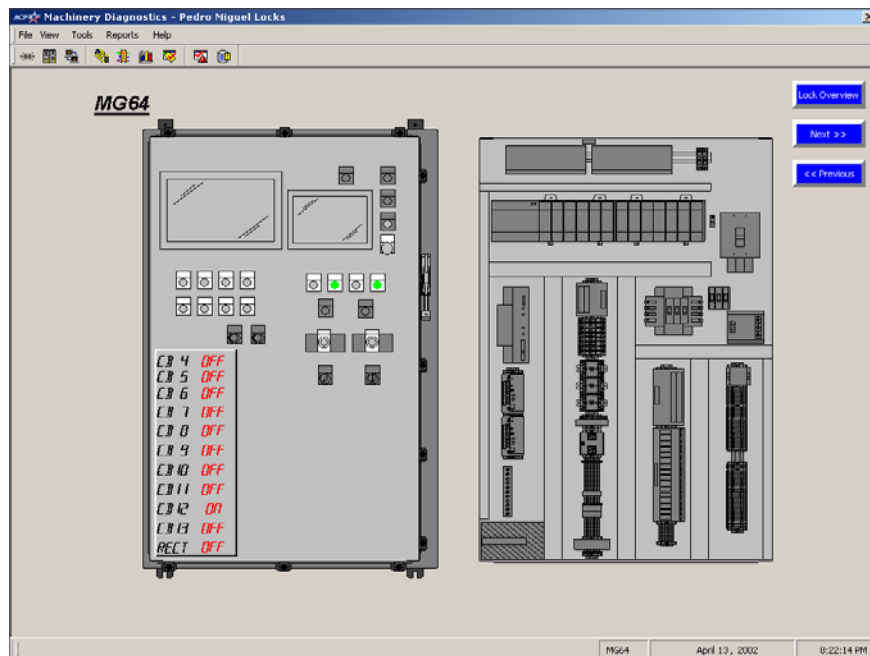 ACP Machinery Diagnostics - Pedro Miguel Locks
File View Tools Reports Help
MG64
Lock Overview
Next >>
<< Previous
CB 4 OFF
CB 5 OFF
CB 6 OFF
CB 7 OFF
CB 8 OFF
CB 9 OFF
CB 10 OFF
CB 11 OFF
CB 12 ON
CB 13 OFF
RECT OFF
MG64 April 13, 2002 8:22:14 PM